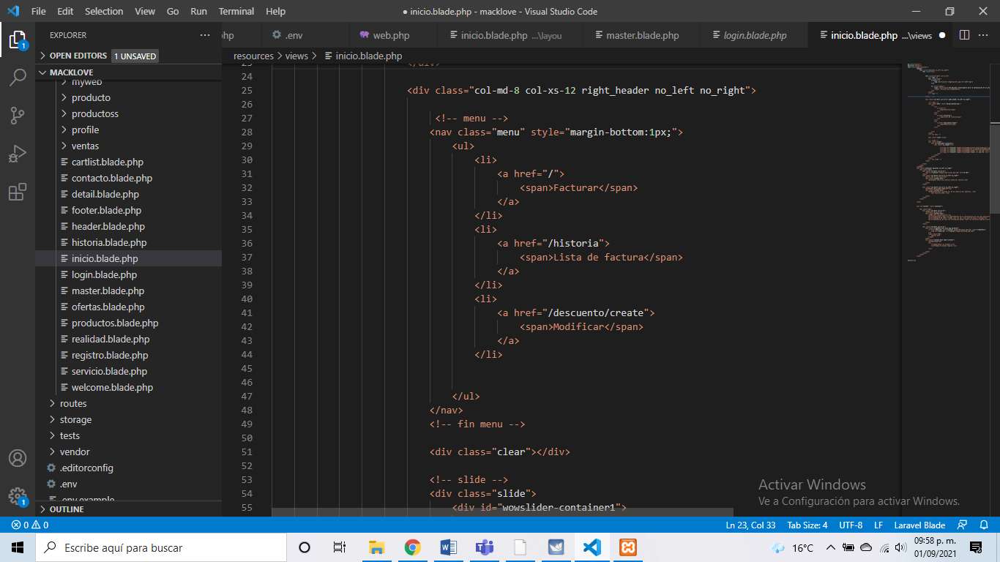 File Edit Selection View Go Run Terminal Help
● inicio.blade.php - macklove - Visual Studio Code
EXPLORER ···
hp .env web.php inicio.blade.php ...\layou master.blade.php login.blade.php inicio.blade.php ...\views ● ···
1
OPEN EDITORS 1 UNSAVED
resources > views > inicio.blade.php
MACKLOVE
myweb
producto
productoss
profile
ventas
cartlist.blade.php
contacto.blade.php
detail.blade.php
footer.blade.php
header.blade.php
historia.blade.php
inicio.blade.php
login.blade.php
master.blade.php
ofertas.blade.php
productos.blade.php
realidad.blade.php
registro.blade.php
servicio.blade.php
welcome.blade.php
routes
storage
tests
vendor
.editorconfig
.env
.env.example
OUTLINE
1
23 </div>
24
25 <div class="col-md-8 col-xs-12 right_header no_left no_right">
26
27 <!-- menu -->
28 <nav class="menu" style="margin-bottom:1px;">
29 <ul>
30 <li>
31 <a href="/">
32 <span>Facturar</span>
33 </a>
34 </li>
35 <li>
36 <a href="/historia">
37 <span>Lista de factura</span>
38 </a>
39 </li>
40 <li>
41 <a href="/descuento/create">
42 <span>Modificar</span>
43 </a>
44 </li>
45
46
47 </ul>
48 </nav>
49 <!-- fin menu -->
50
51 <div class="clear"></div>
52
53 <!-- slide -->
54 <div class="slide">
55 <div id="wowslider-container1">
Activar Windows
Ve a Configuración para activar Windows.
0 0 Ln 23, Col 33 Tab Size: 4 UTF-8 LF Laravel Blade
Escribe aquí para buscar
16°C
09:58 p. m.
01/09/2021